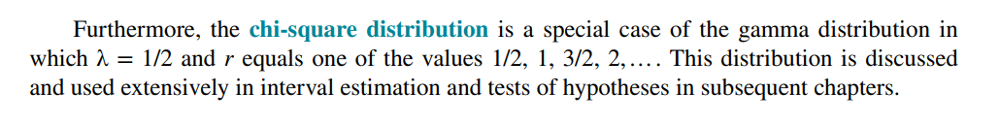 Furthermore, the chi-square distribution is a special case of the gamma distribution in
which λ = 1/2 and r equals one of the values 1/2, 1, 3/2, 2, .... This distribution is discussed
and used extensively in interval estimation and tests of hypotheses in subsequent chapters.